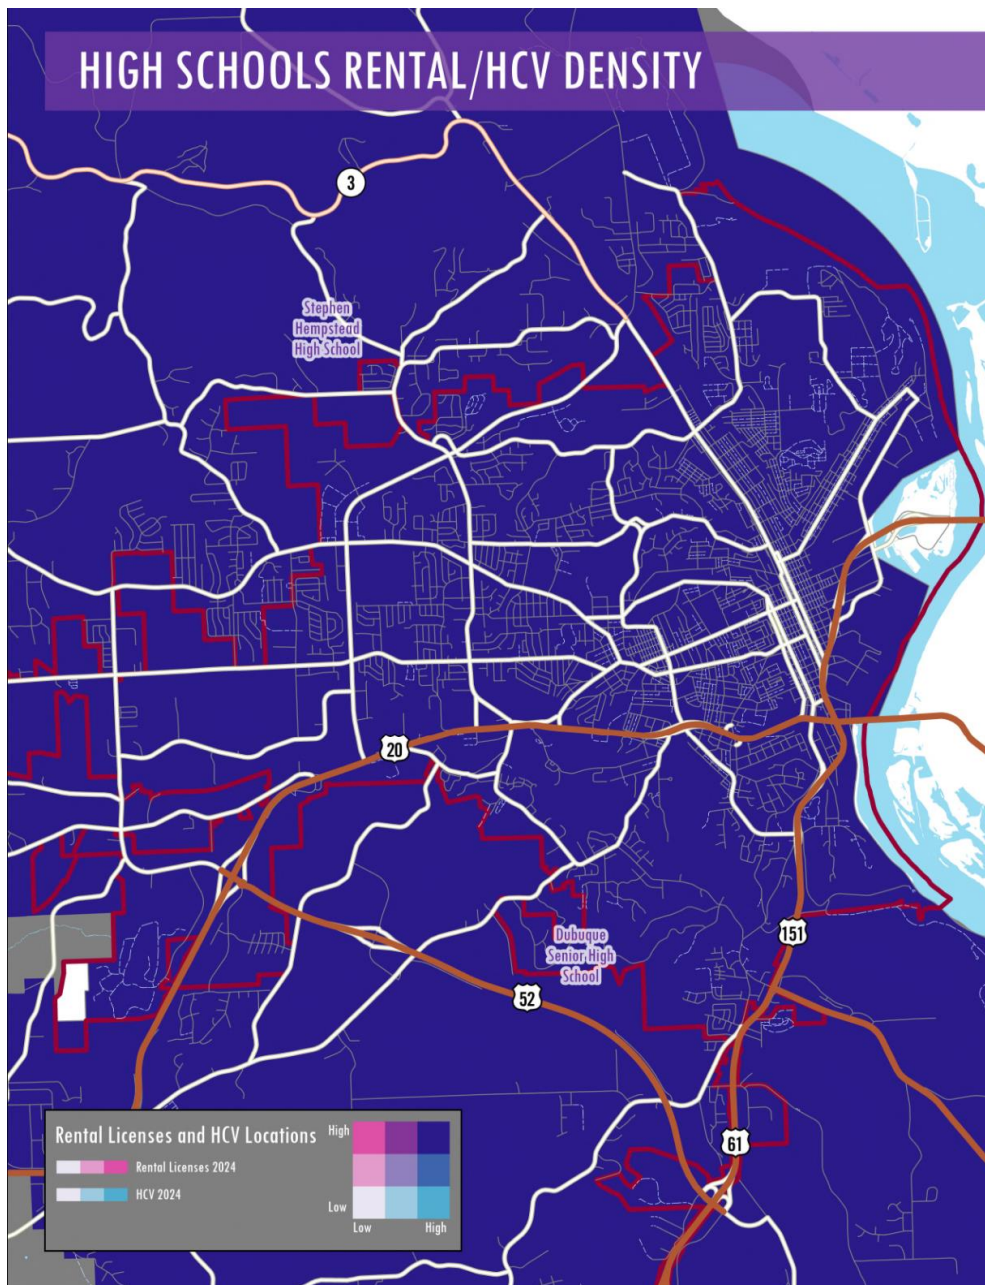 HIGH SCHOOLS RENTAL/HCV DENSITY
3
Stephen
Hempstead
High School
20
Dubuque
Senior High
School
151
52
61
Rental Licenses and HCV Locations
Rental Licenses 2024
HCV 2024
High
Low
Low
High